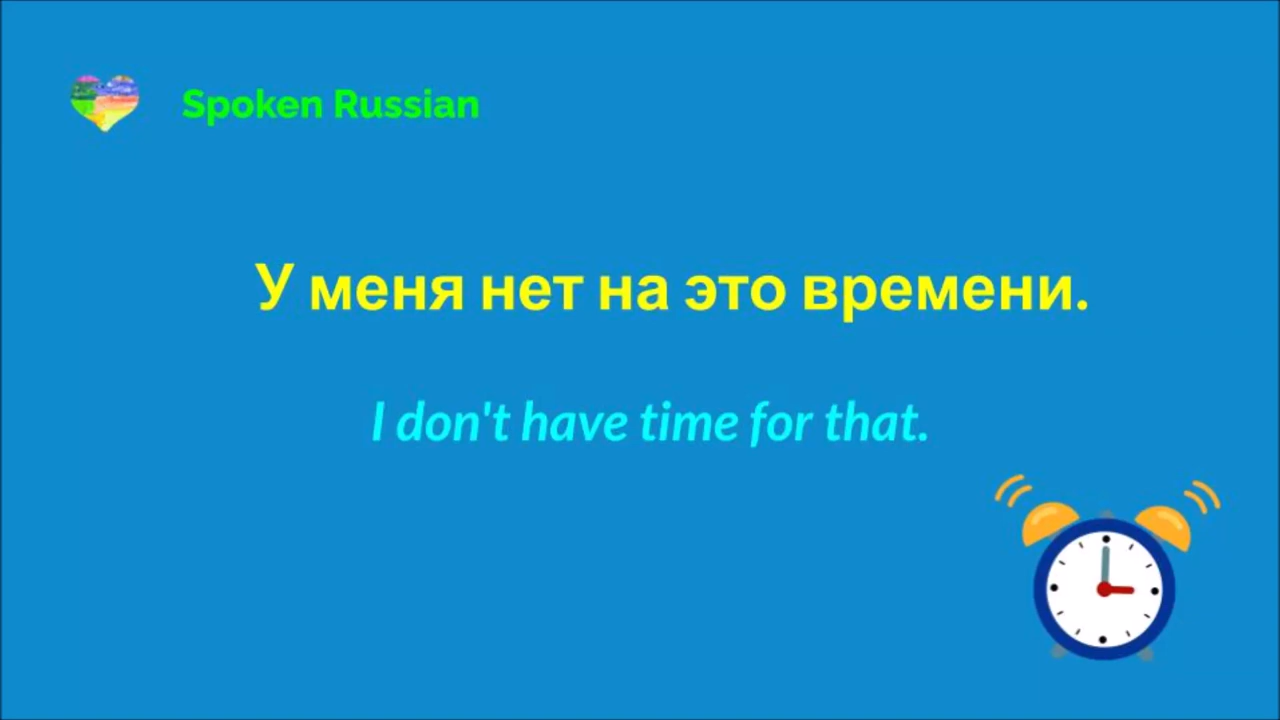 Spoken Russian
У меня нет на это времени.
I don't have time for that.